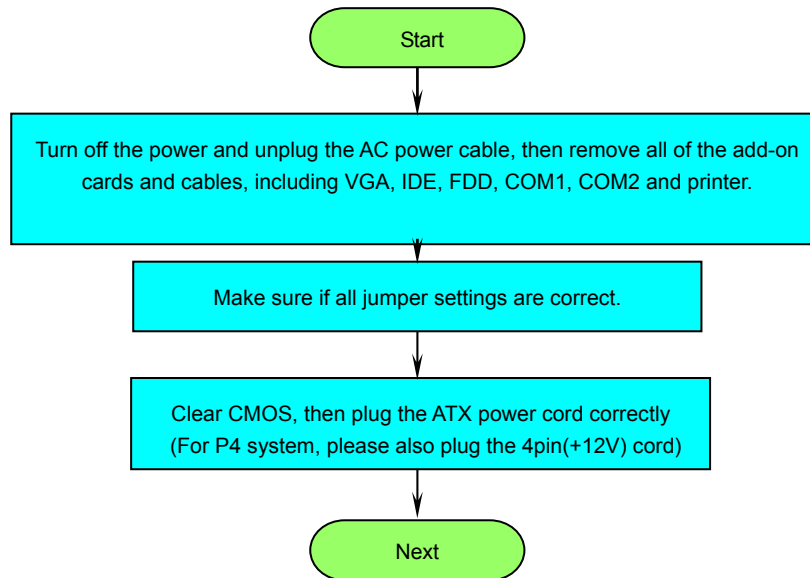 Start
Turn off the power and unplug the AC power cable, then remove all of the add-on
cards and cables, including VGA, IDE, FDD, COM1, COM2 and printer.
Make sure if all jumper settings are correct.
Clear CMOS, then plug the ATX power cord correctly
(For P4 system, please also plug the 4pin(+12V) cord)
Next